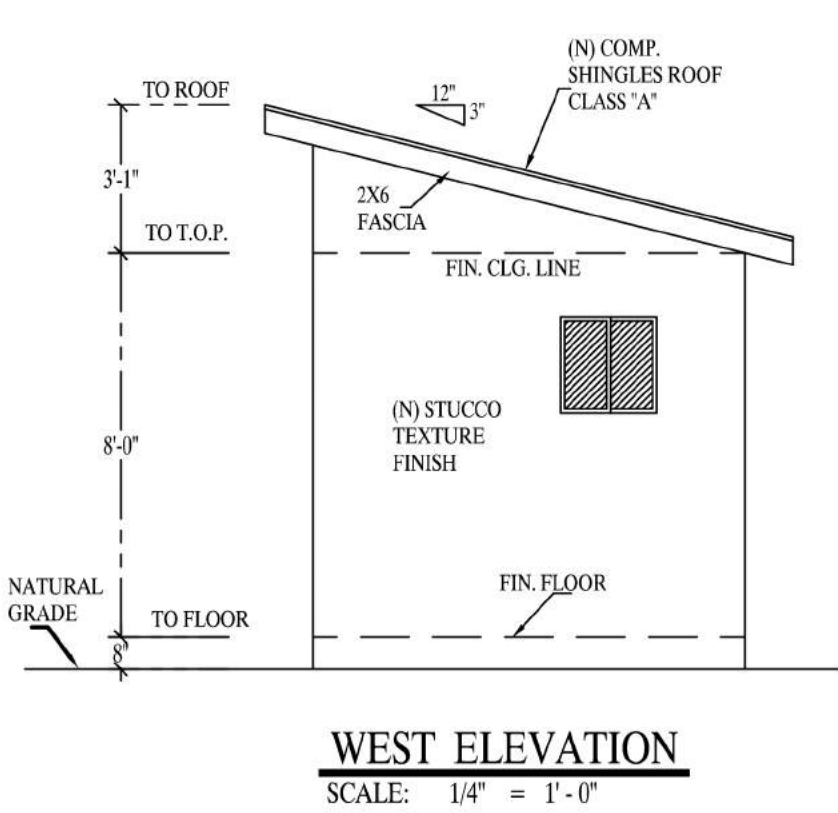 (N) COMP.
SHINGLES ROOF
CLASS "A"
TO ROOF
12"
3"
3'-1"
2X6
FASCIA
TO T.O.P.
FIN. CLG. LINE
(N) STUCCO
TEXTURE
FINISH
8'-0"
FIN. FLOOR
NATURAL
GRADE
TO FLOOR
8"
WEST ELEVATION
SCALE: 1/4" = 1'-0"